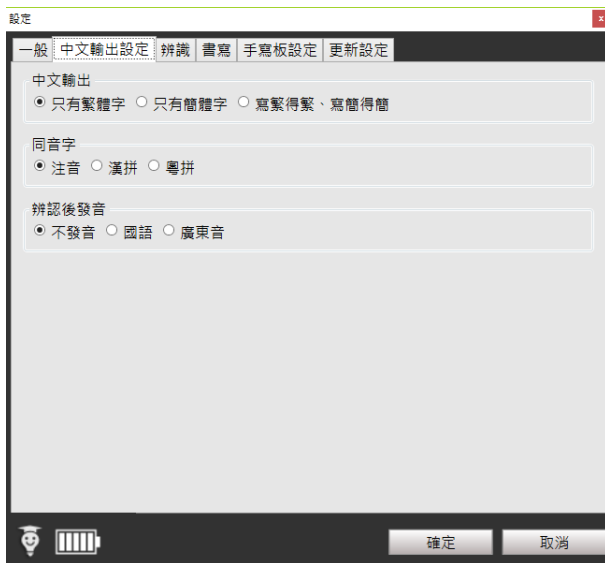 設定
一般 中文輸出設定 辨識 書寫 手寫板設定 更新設定
中文輸出
只有繁體字 只有簡體字 寫繁得繁、寫簡得簡
同音字
注音 漢拼 粵拼
辨認後發音
不發音 國語 廣東音
確定 取消